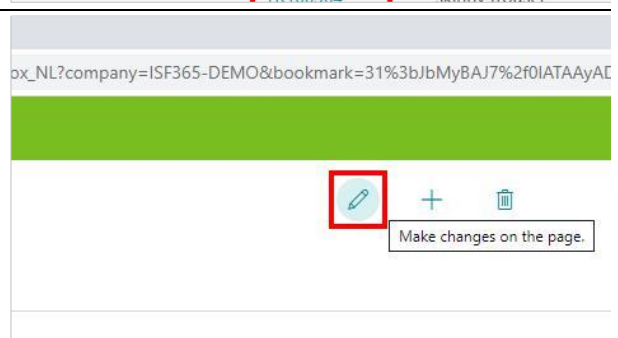 ox_NL?company=ISF365-DEMO&bookmark=31%3bJbMyBAJ7%2f0IATAAyAD
Make changes on the page.